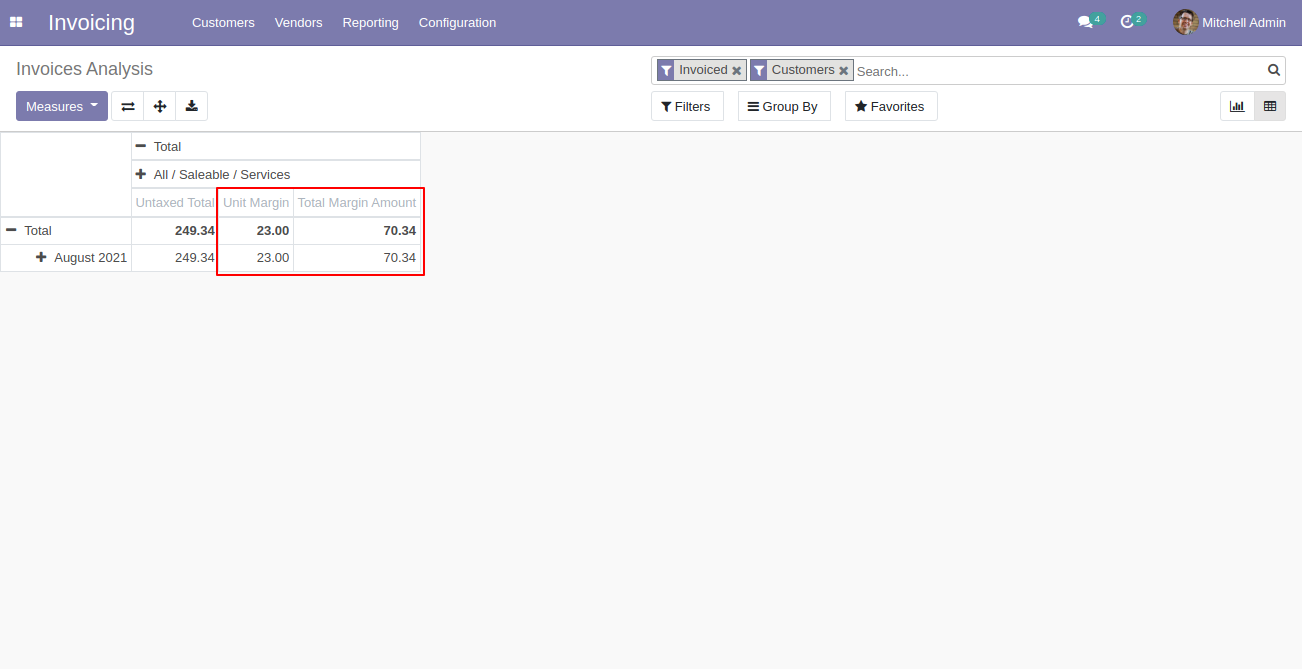 Invoicing Customers Vendors Reporting Configuration 4 2 Mitchell Admin
Invoices Analysis
Invoiced Customers Search...
Measures
Filters Group By Favorites
Total
All / Saleable / Services
Untaxed Total Unit Margin Total Margin Amount
Total 249.34 23.00 70.34
August 2021 249.34 23.00 70.34